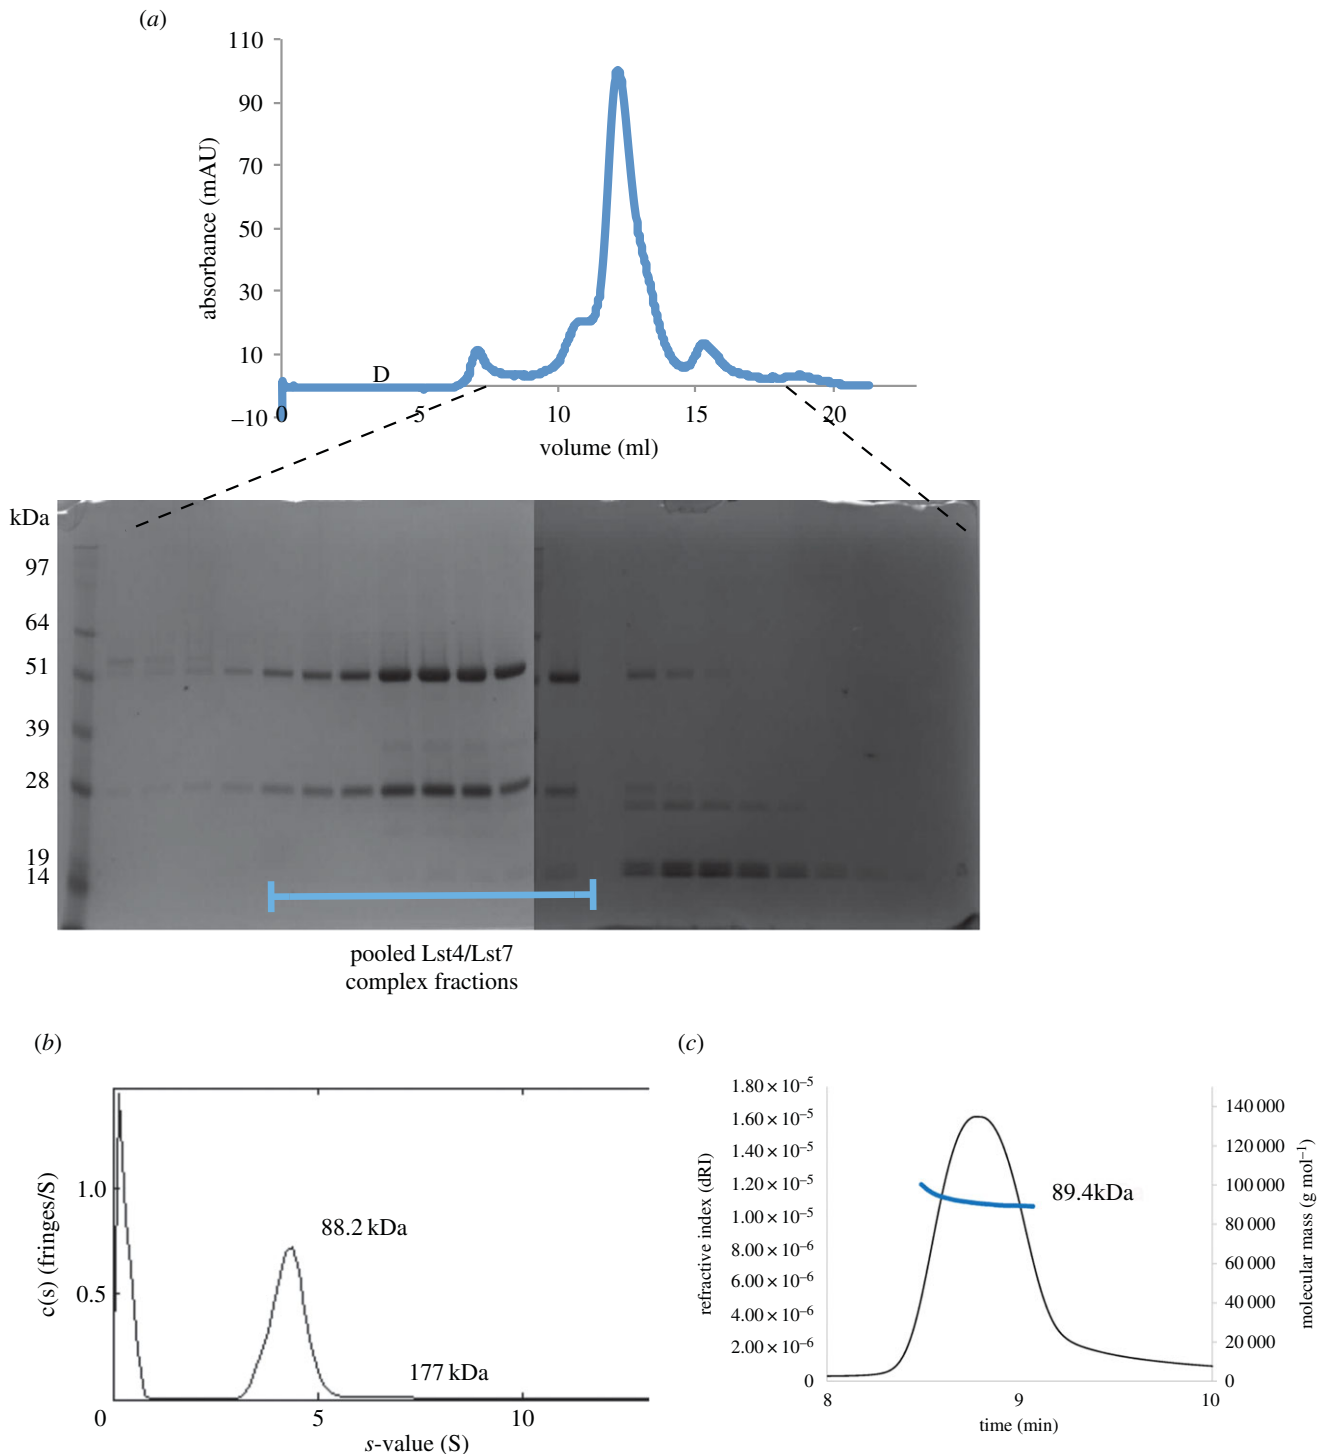 (a)
110
90
70
50
30
10
−10
absorbance (mAU)
D
0
5
10
15
20
volume (ml)
kDa
97
64
51
39
28
19
14
pooled Lst4/Lst7
complex fractions
(b)
1.0
0.5
c(s) (fringes/S)
88.2 kDa
177 kDa
0
5
10
s-value (S)
(c)
1.80 × 10⁻⁵
1.60 × 10⁻⁵
1.40 × 10⁻⁵
1.20 × 10⁻⁵
1.00 × 10⁻⁵
8.00 × 10⁻⁶
6.00 × 10⁻⁶
4.00 × 10⁻⁶
2.00 × 10⁻⁶
0
refractive index (dRI)
89.4kDa
140 000
120 000
100 000
80 000
60 000
40 000
20 000
0
molecular mass (g mol⁻¹)
8
9
10
time (min)